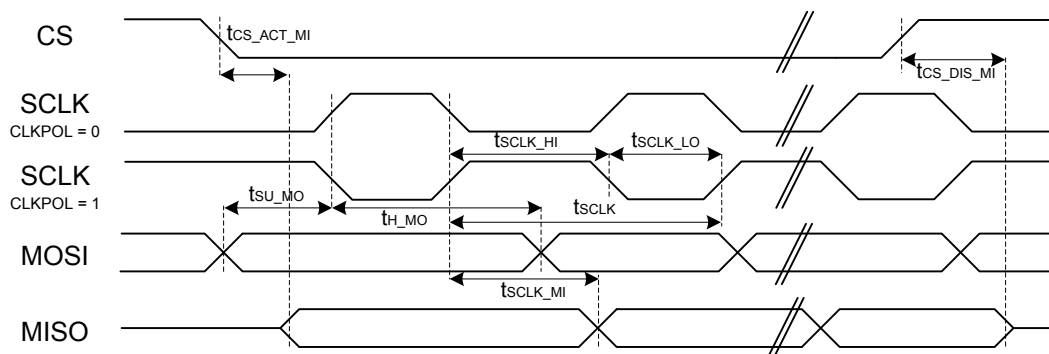 CS
tCS_ACT_MI
tCS_DIS_MI
SCLK
CLKPOL = 0
tSCLK_HI
tSCLK_LO
SCLK
CLKPOL = 1
tSU_MO
tH_MO
tSCLK
MOSI
tSCLK_MI
MISO